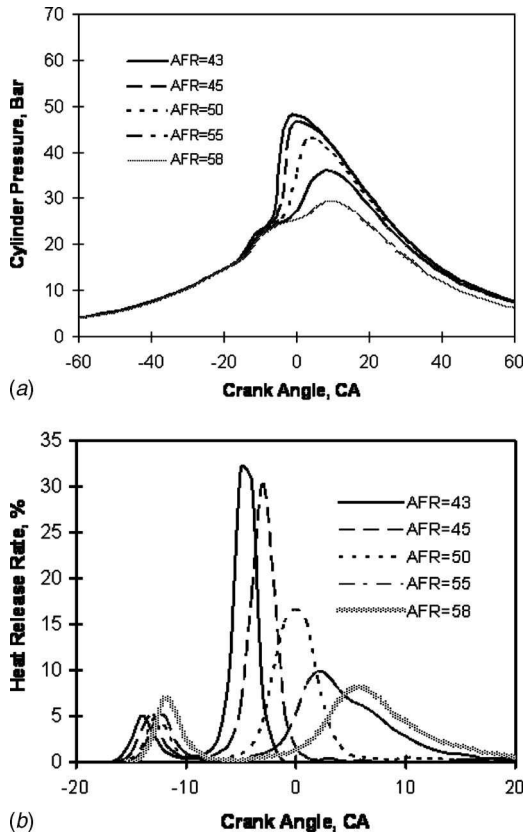 70
60
50
40
30
20
10
0
Cylinder Pressure, Bar
AFR=43
AFR=45
AFR=50
AFR=55
AFR=58
-60 -40 -20 0 20 40 60
Crank Angle, CA
(a)
35
30
25
20
15
10
5
0
Heat Release Rate, %
AFR=43
AFR=45
AFR=50
AFR=55
AFR=58
-20 -10 0 10 20
Crank Angle, CA
(b)